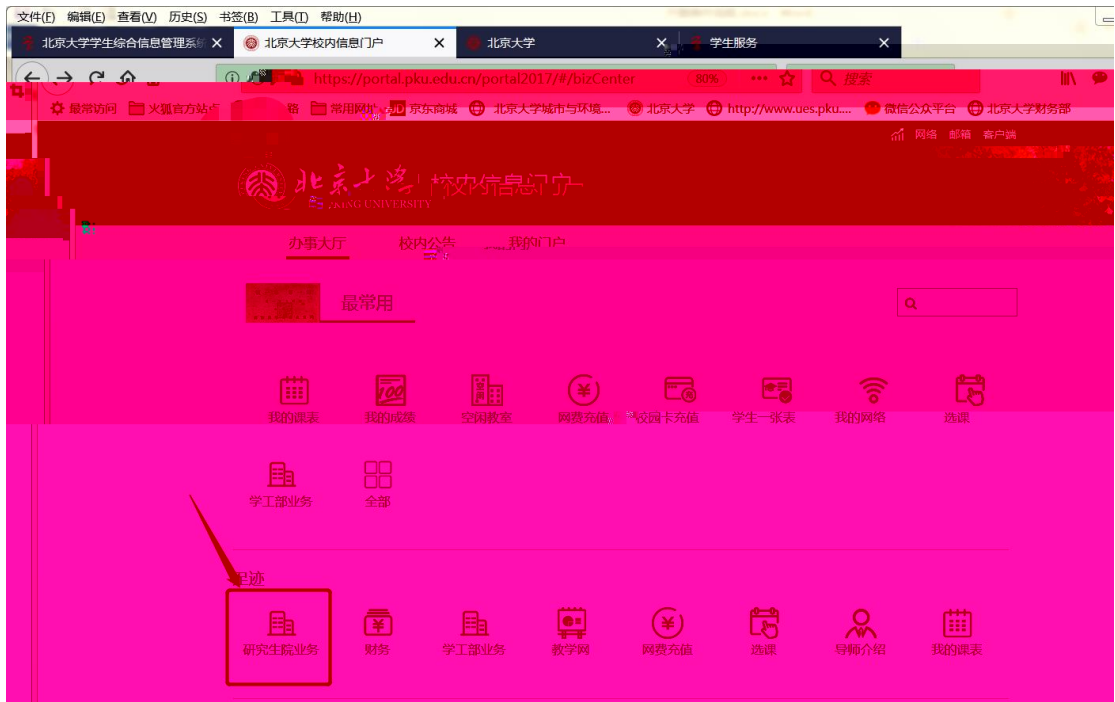 文件(F) 编辑(E) 查看(V) 历史(S) 书签(B) 工具(T) 帮助(H)
北京大学学生综合信息管理系统 北京大学校内信息门户 北京大学 学生服务
https://portal.pku.edu.cn/portal2017/#/bizCenter 80% 搜索
最常访问 火狐官方站点 常用网址 JD 京东商城 北京大学城市与环境... 北京大学 http://www.ues.pku.... 微信公众平台 北京大学财务部
网络 邮箱 客户端
北京大学 校内信息门户
PEKING UNIVERSITY
办事大厅 校内公告 我的门户
最常用
我的课表 我的成绩 空闲教室 网费充值 校园卡充值 学生一张表 我的网络 选课
学工部业务 全部
足迹
研究生院业务 财务 学工部业务 教学网 网费充值 选课 导师介绍 我的课表